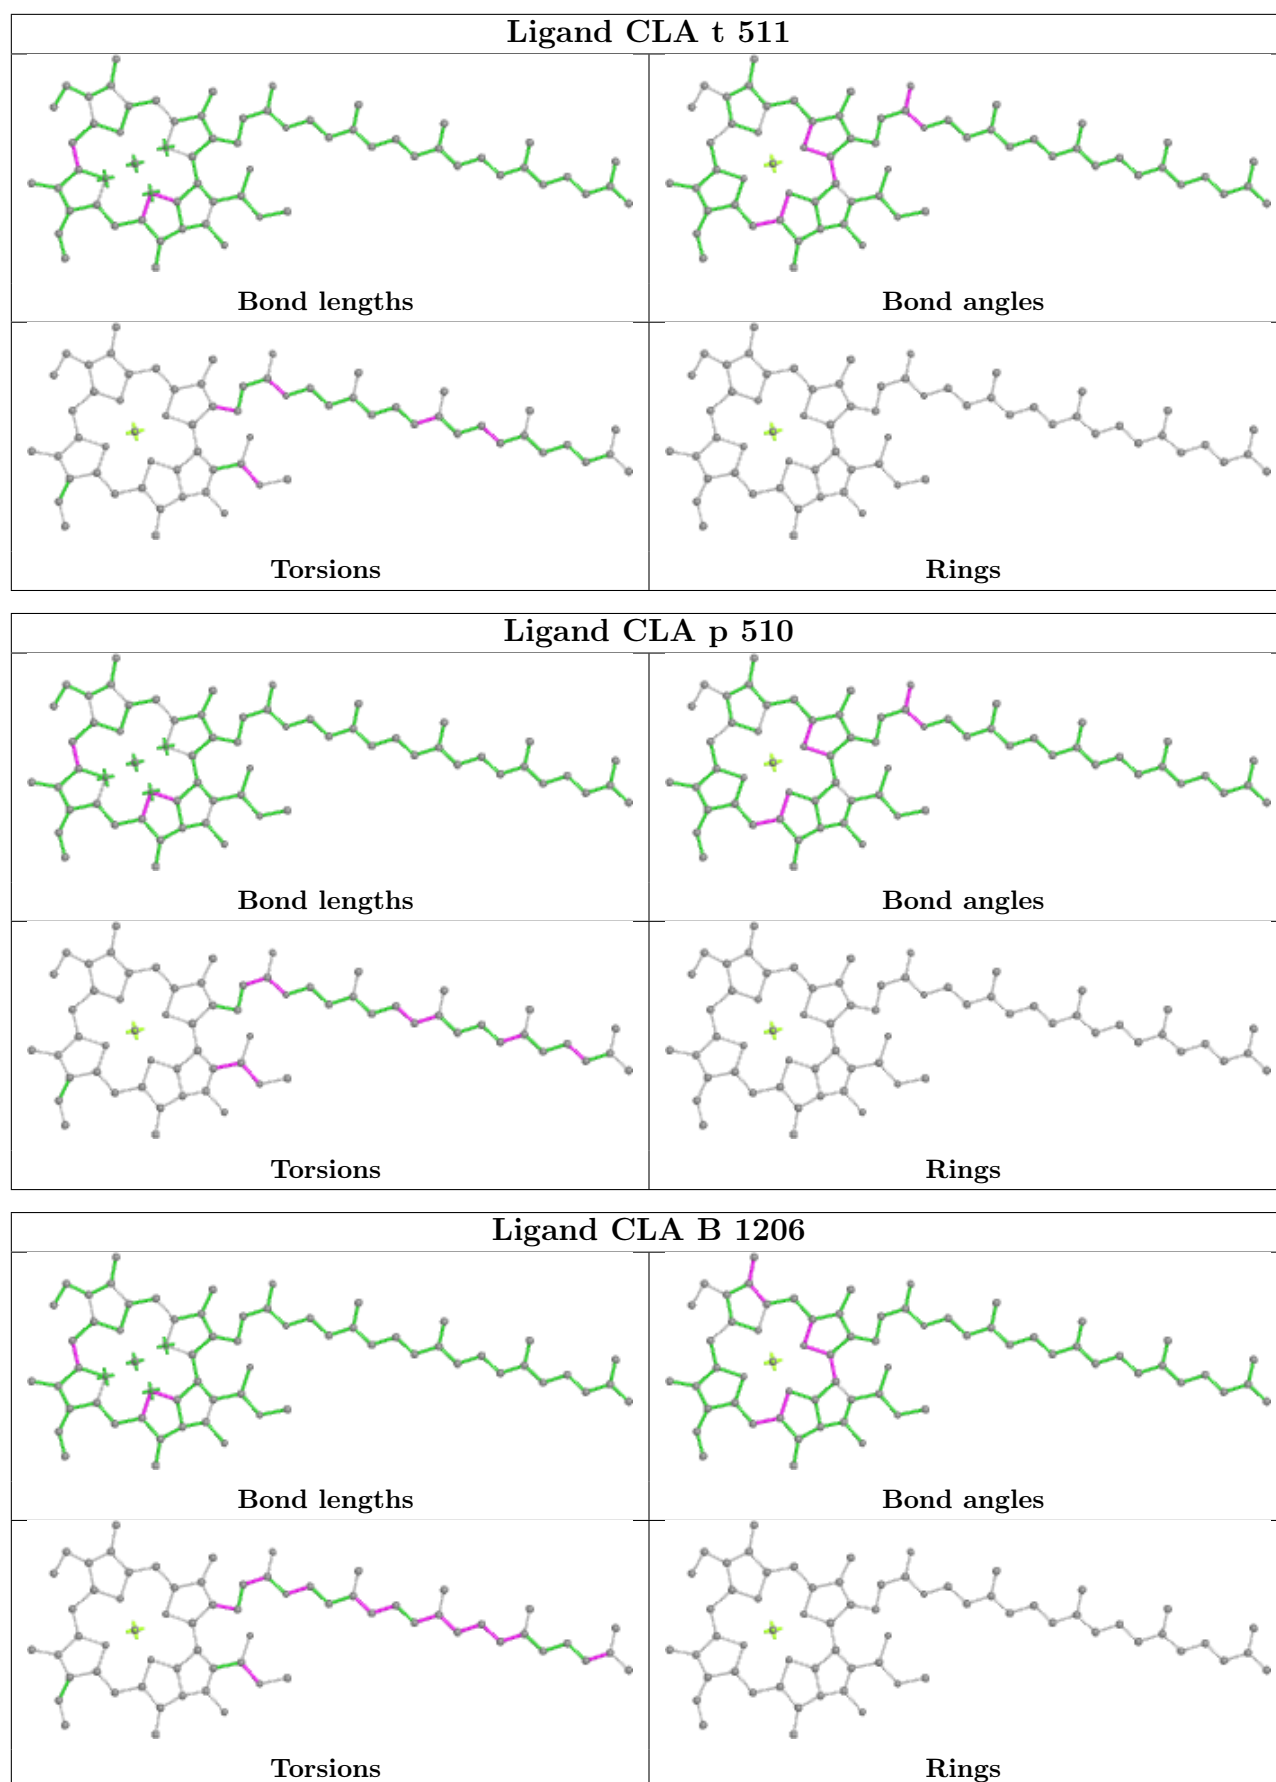 Ligand CLA t 511
Bond lengths
Bond angles
Torsions
Rings
Ligand CLA p 510
Bond lengths
Bond angles
Torsions
Rings
Ligand CLA B 1206
Bond lengths
Bond angles
Torsions
Rings